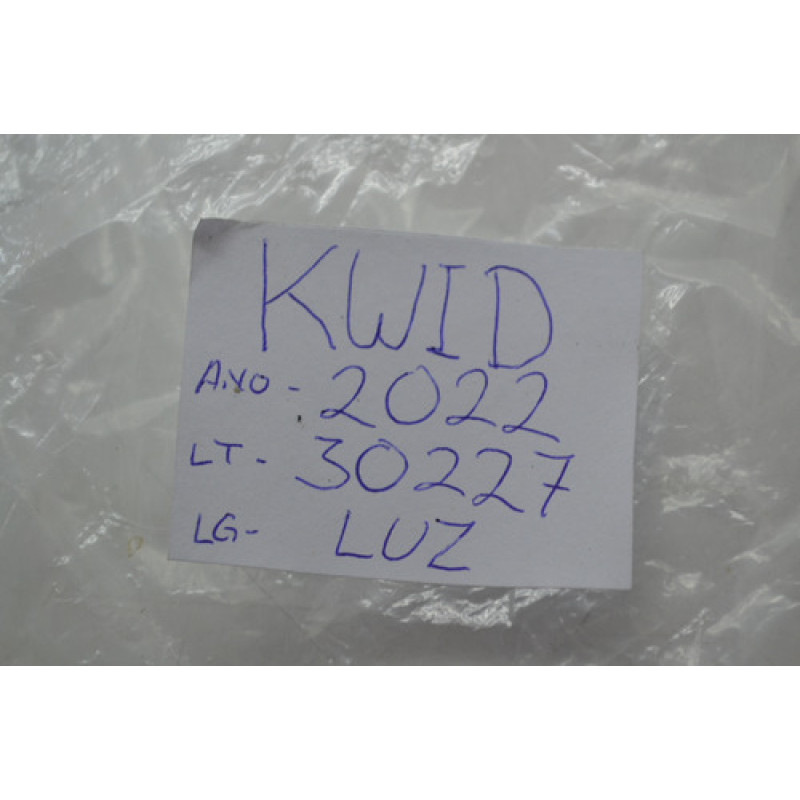 KWID
ANO - 2022
LT - 30227
LG - LUZ